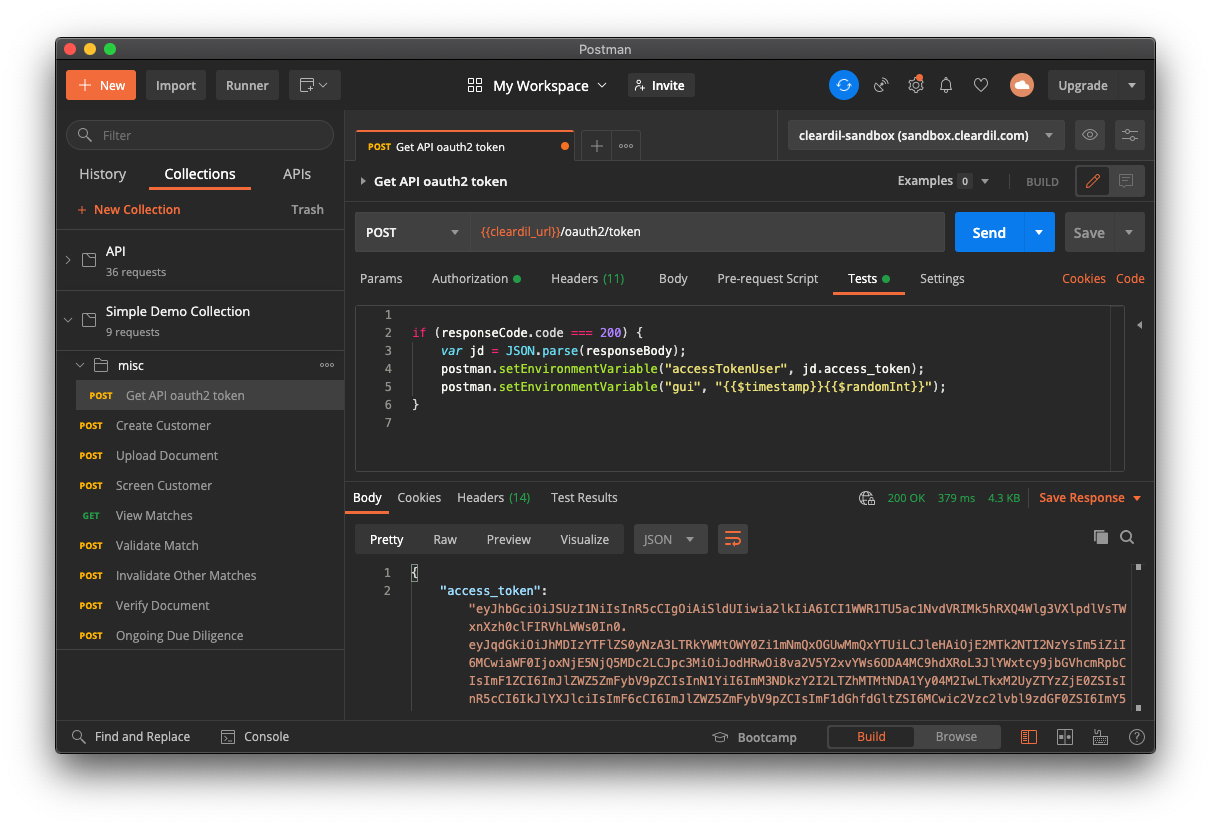 Postman
New
Import
Runner
My Workspace
Invite
Upgrade
Filter
History
Collections
APIs
+ New Collection
Trash
API
36 requests
Simple Demo Collection
9 requests
misc
POST Get API oauth2 token
POST Create Customer
POST Upload Document
POST Screen Customer
GET View Matches
POST Validate Match
POST Invalidate Other Matches
POST Verify Document
POST Ongoing Due Diligence
POST Get API oauth2 token
cleardil-sandbox (sandbox.cleardil.com)
Get API oauth2 token
Examples 0
BUILD
POST
{{cleardil_url}}/oauth2/token
Send
Save
Params
Authorization
Headers (11)
Body
Pre-request Script
Tests
Settings
Cookies
Code
1
2 if (responseCode.code === 200) {
3 var jd = JSON.parse(responseBody);
4 postman.setEnvironmentVariable("accessTokenUser", jd.access_token);
5 postman.setEnvironmentVariable("gui", "{{$timestamp}}{{$randomInt}}");
6 }
7
Body
Cookies
Headers (14)
Test Results
200 OK
379 ms
4.3 KB
Save Response
Pretty
Raw
Preview
Visualize
JSON
1 {
2 "access_token":
Find and Replace
Console
Bootcamp
Build
Browse